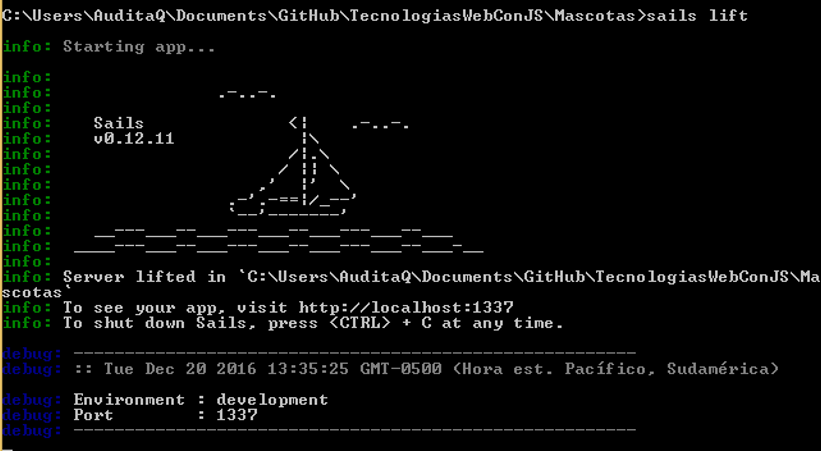 C:\Users\AuditaQ\Documents\GitHub\TecnologiasWebConJS\Mascotas>sails lift
info: Starting app...
info:
info:                .-..-.
info:
info:    Sails              <|    .-..-.
info:    v0.12.11            |\
info:                       /|.\
info:                      / || \
info:                    ,'  |'  \
info:                 .-'.-==|/_--'
info:                 `--'-------'
info:    __---___--___---___--___---___--___
info:  ____---___--___---___--___---___--___-__
info:
info: Server lifted in `C:\Users\AuditaQ\Documents\GitHub\TecnologiasWebConJS\Ma
scotas`
info: To see your app, visit http://localhost:1337
info: To shut down Sails, press <CTRL> + C at any time.
debug: -------------------------------------------------------
debug: :: Tue Dec 20 2016 13:35:25 GMT-0500 (Hora est. Pacífico, Sudamérica)
debug: Environment : development
debug: Port        : 1337
debug: -------------------------------------------------------